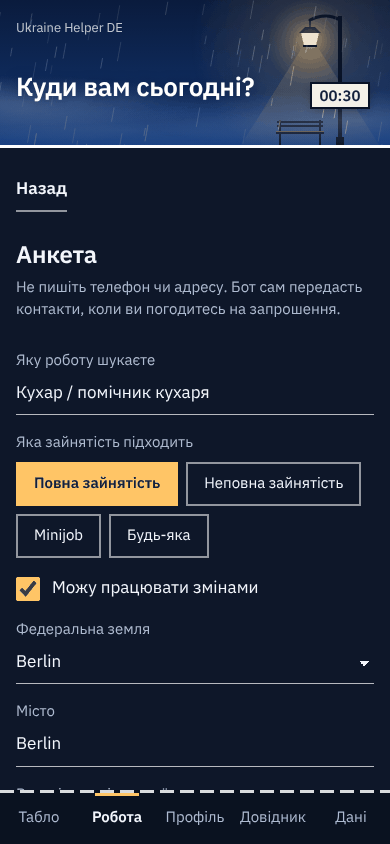 Ukraine Helper DE
Куди вам сьогодні?
00:30
Назад
Анкета
Не пишіть телефон чи адресу. Бот сам передасть
контакти, коли ви погодитесь на запрошення.
Яку роботу шукаєте
Кухар / помічник кухаря
Яка зайнятість підходить
Повна зайнятість
Неповна зайнятість
Minijob
Будь-яка
Можу працювати змінами
Федеральна земля
Berlin
Місто
Berlin
Табло
Робота
Профіль
Довідник
Дані